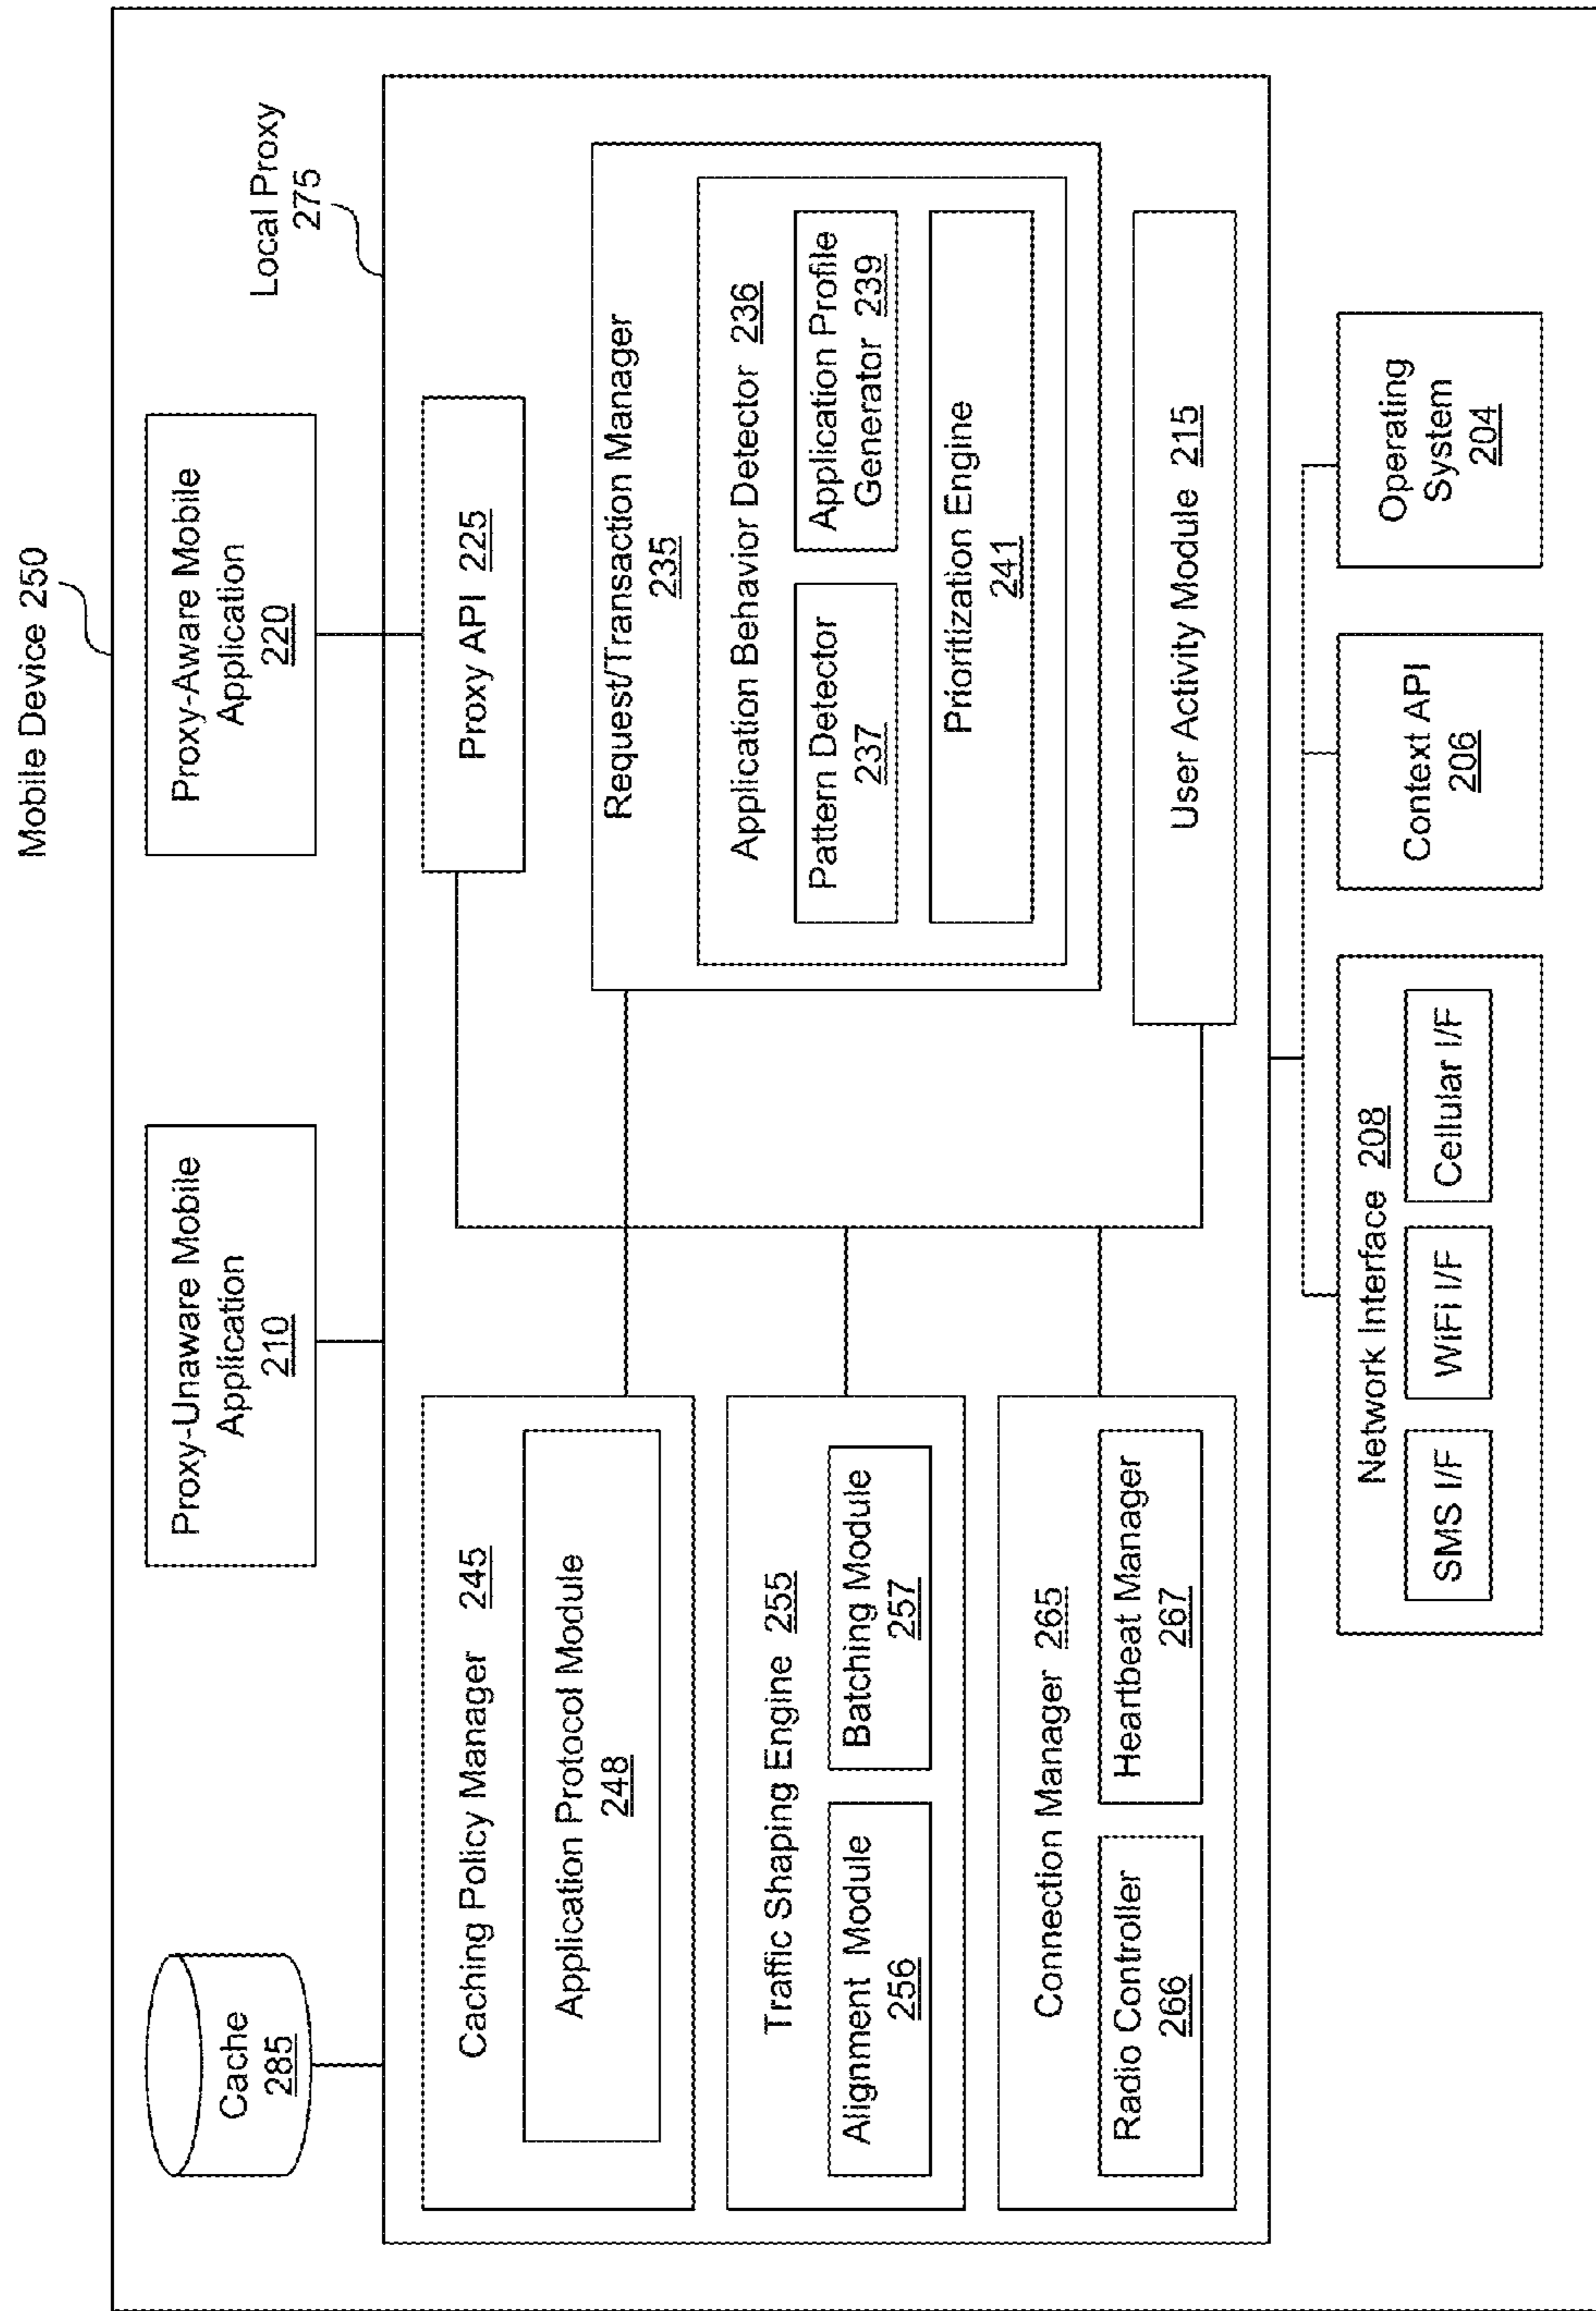 Mobile Device 250
Cache
285
Proxy-Unaware Mobile
Application
210
Proxy-Aware Mobile
Application
220
Local Proxy
275
Caching Policy Manager 245
Application Protocol Module
248
Traffic Shaping Engine 255
Alignment Module
256
Batching Module
257
Connection Manager 265
Radio Controller
266
Heartbeat Manager
267
Proxy API 225
Request/Transaction Manager
235
Application Behavior Detector 236
Pattern Detector
237
Application Profile
Generator 239
Prioritization Engine
241
User Activity Module 215
Network Interface 208
SMS I/F
WiFi I/F
Cellular I/F
Context API
206
Operating
System
204